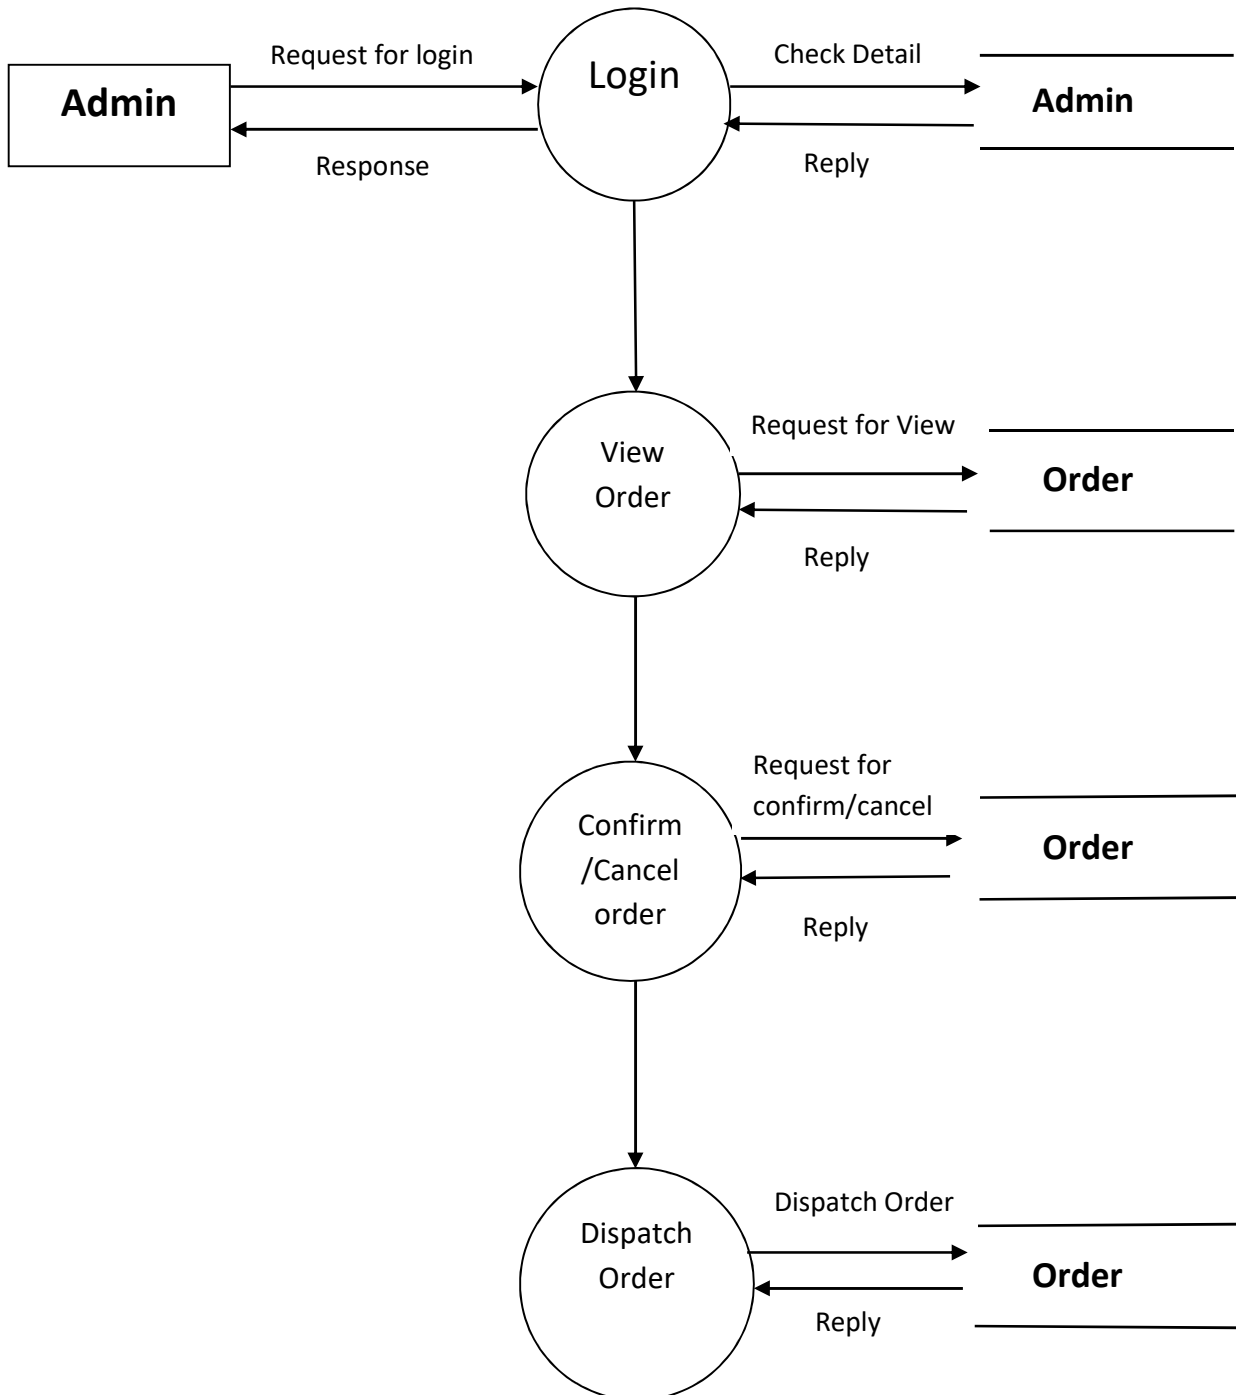 Request for login
Check Detail
Admin
Login
Admin
Response
Reply
Request for View
View
Order
Order
Reply
Request for
confirm/cancel
Confirm
/Cancel
order
Order
Reply
Dispatch Order
Dispatch
Order
Order
Reply